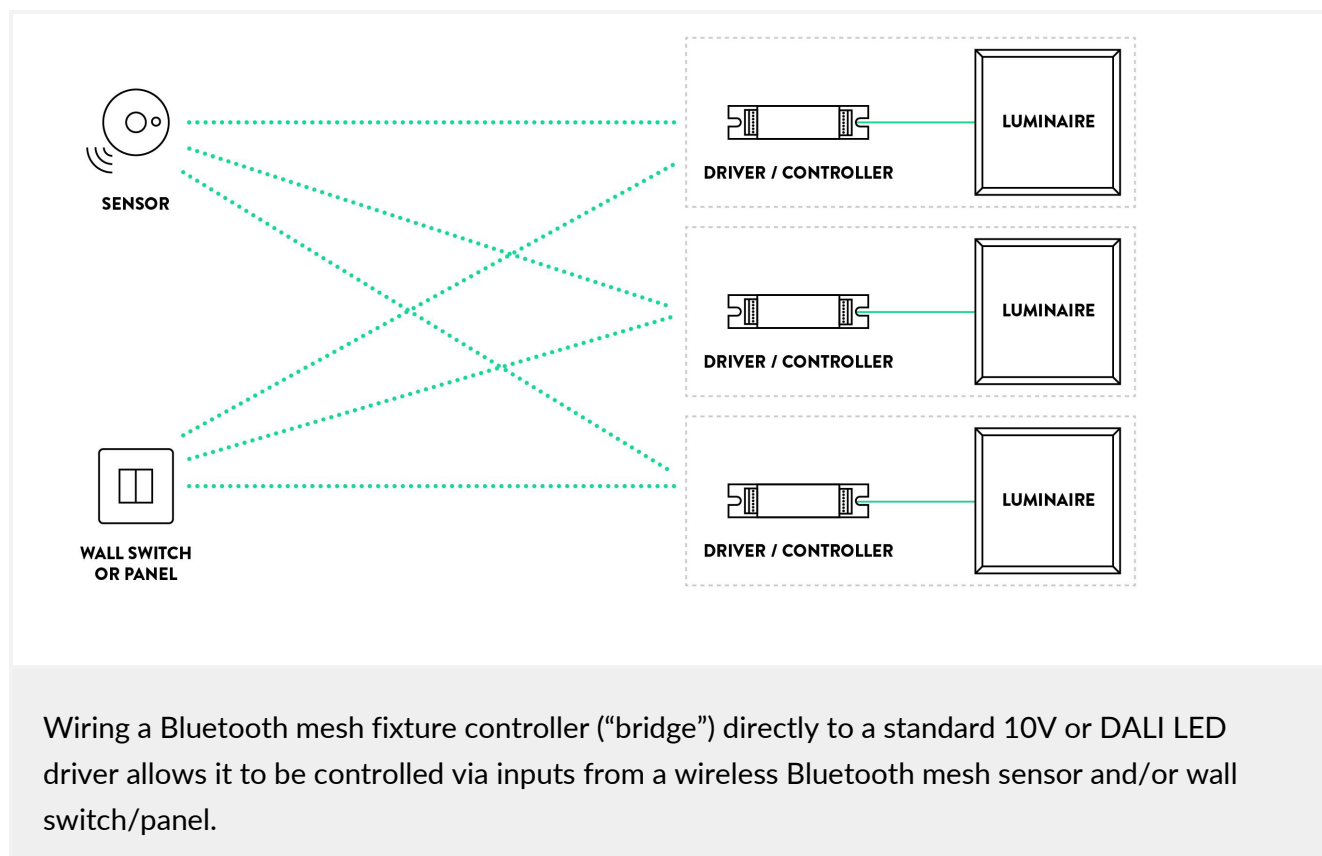 SENSOR
WALL SWITCH
OR PANEL
DRIVER / CONTROLLER
LUMINAIRE
DRIVER / CONTROLLER
LUMINAIRE
DRIVER / CONTROLLER
LUMINAIRE
Wiring a Bluetooth mesh fixture controller (“bridge”) directly to a standard 10V or DALI LED
driver allows it to be controlled via inputs from a wireless Bluetooth mesh sensor and/or wall
switch/panel.